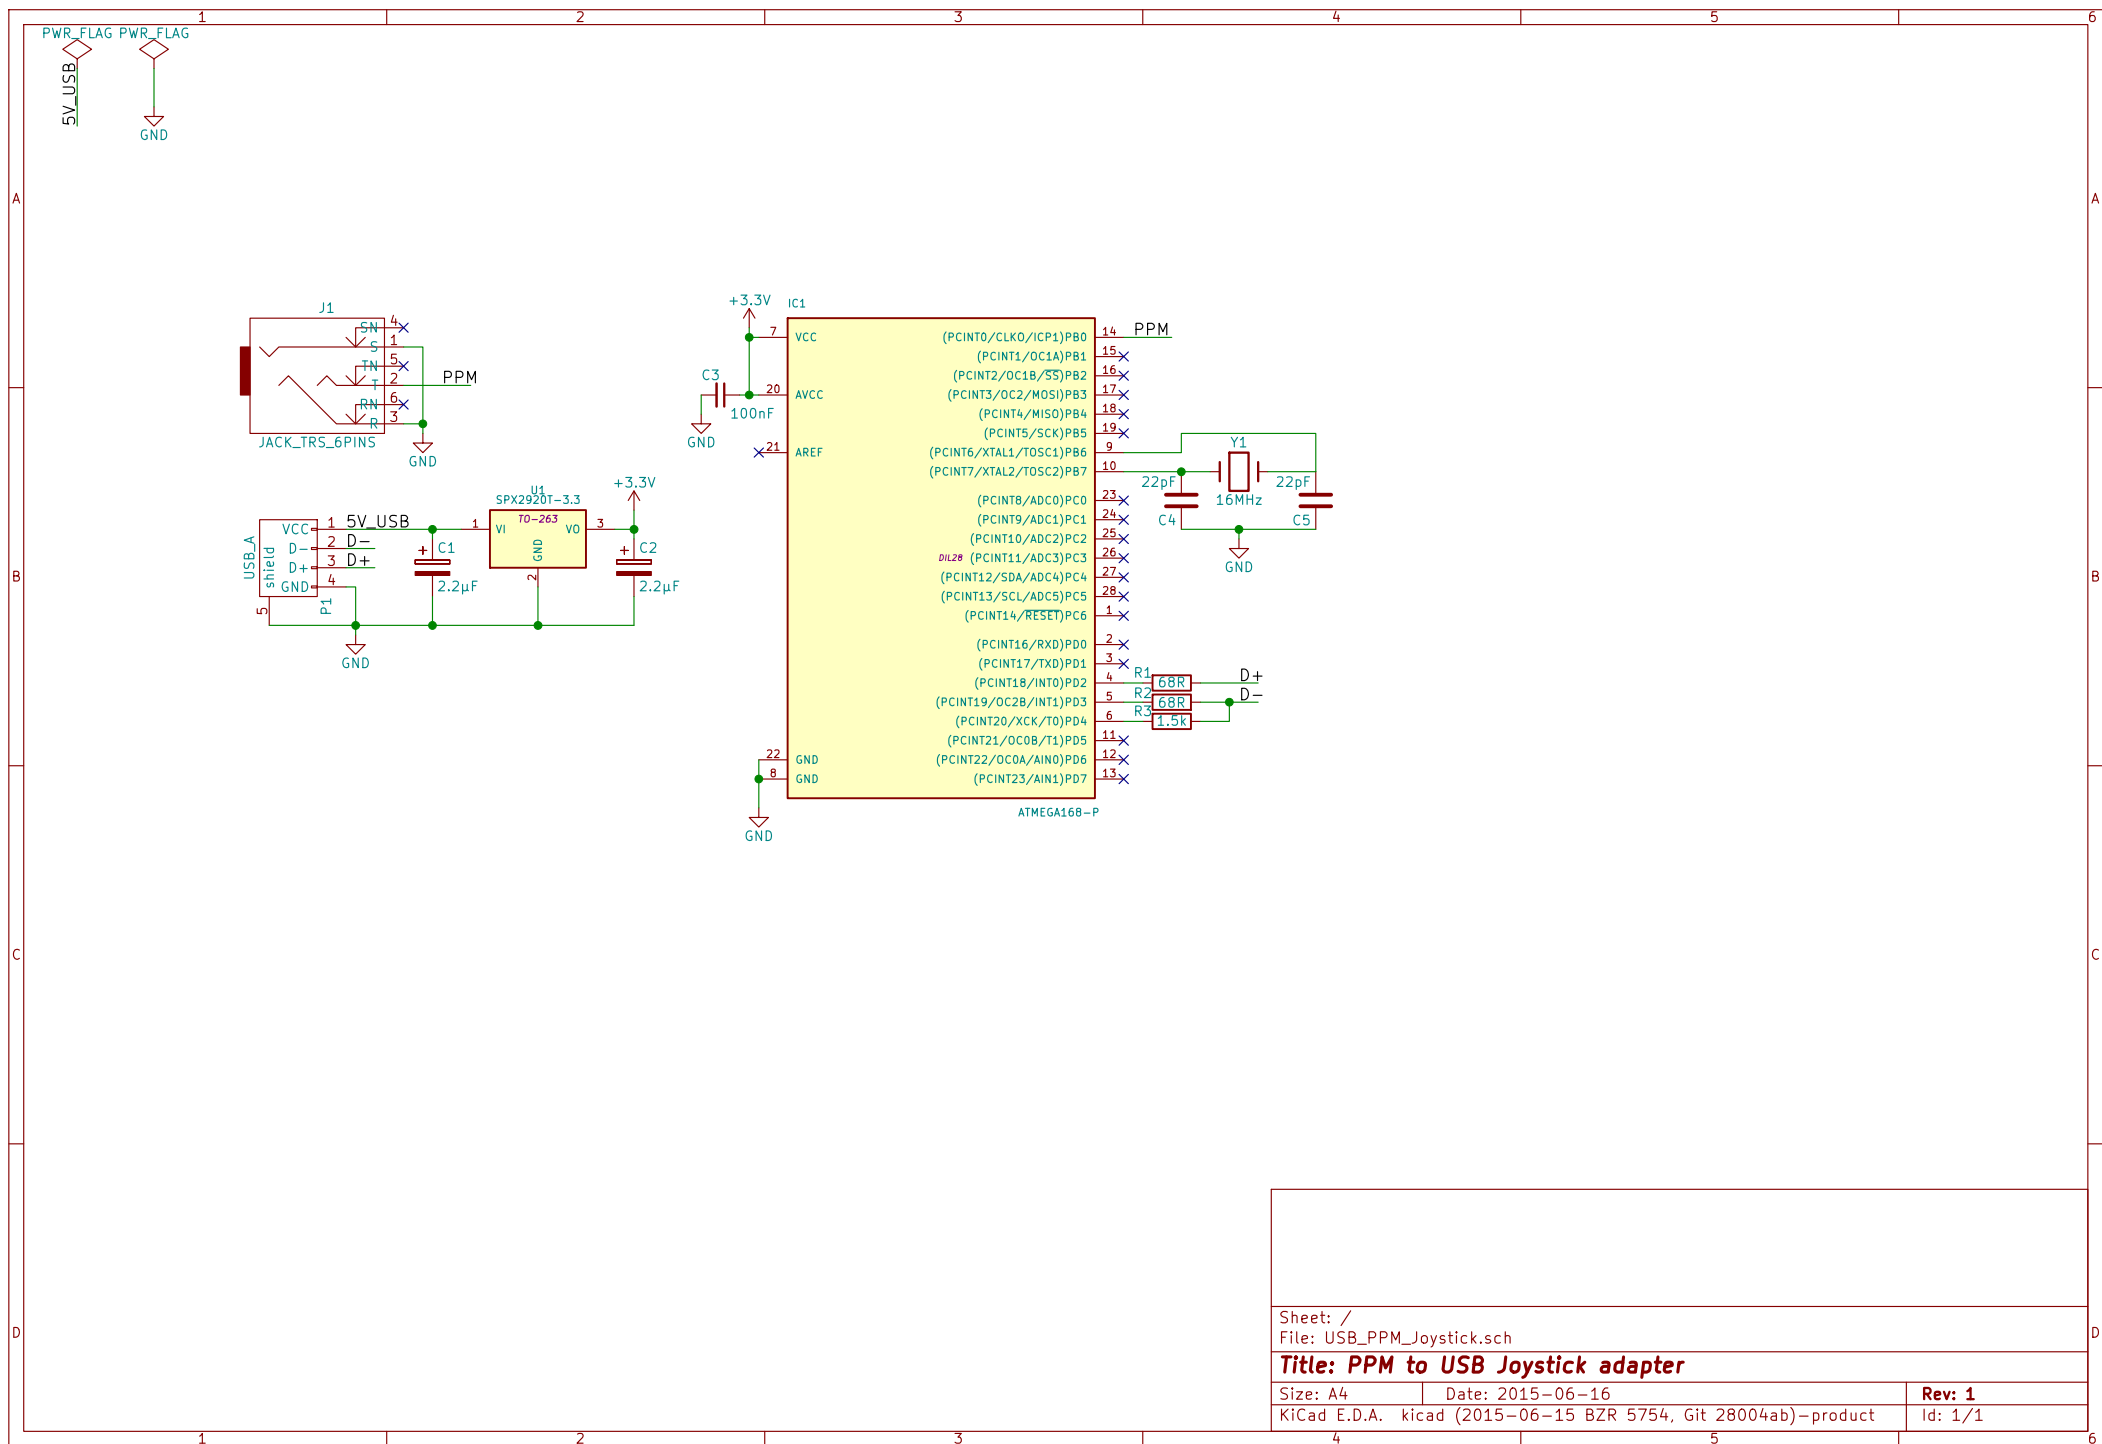 1 2 3 4 5 6
PWR_FLAG PWR_FLAG
5V_USB
GND
A A
J1
SN 4
S 1
TN 5
T 2 PPM
RN 6
R 3
JACK_TRS_6PINS
GND
USB_A
shield
VCC 1 5V_USB
D- 2 D-
D+ 3 D+
GND 4
5
P1
GND
+ C1
2.2µF
U1
SPX2920T-3.3
TO-263
1 VI VO 3
GND
2
+3.3V
+ C2
2.2µF
+3.3V
C3
100nF
GND
IC1
7 VCC
20 AVCC
21 AREF
22 GND
8 GND
GND
DIL28
(PCINT0/CLKO/ICP1)PB0 14 PPM
(PCINT1/OC1A)PB1 15
(PCINT2/OC1B/SS)PB2 16
(PCINT3/OC2/MOSI)PB3 17
(PCINT4/MISO)PB4 18
(PCINT5/SCK)PB5 19
(PCINT6/XTAL1/TOSC1)PB6 9
(PCINT7/XTAL2/TOSC2)PB7 10
(PCINT8/ADC0)PC0 23
(PCINT9/ADC1)PC1 24
(PCINT10/ADC2)PC2 25
(PCINT11/ADC3)PC3 26
(PCINT12/SDA/ADC4)PC4 27
(PCINT13/SCL/ADC5)PC5 28
(PCINT14/RESET)PC6 1
(PCINT16/RXD)PD0 2
(PCINT17/TXD)PD1 3
(PCINT18/INT0)PD2 4
(PCINT19/OC2B/INT1)PD3 5
(PCINT20/XCK/T0)PD4 6
(PCINT21/OC0B/T1)PD5 11
(PCINT22/OC0A/AIN0)PD6 12
(PCINT23/AIN1)PD7 13
ATMEGA168-P
Y1
16MHz
22pF
C4
22pF
C5
GND
R1 68R D+
R2 68R D-
R3 1.5k
B B
C C
D D
Sheet: /
File: USB_PPM_Joystick.sch
Title: PPM to USB Joystick adapter
Size: A4 Date: 2015-06-16 Rev: 1
KiCad E.D.A. kicad (2015-06-15 BZR 5754, Git 28004ab)-product Id: 1/1
1 2 3 4 5 6